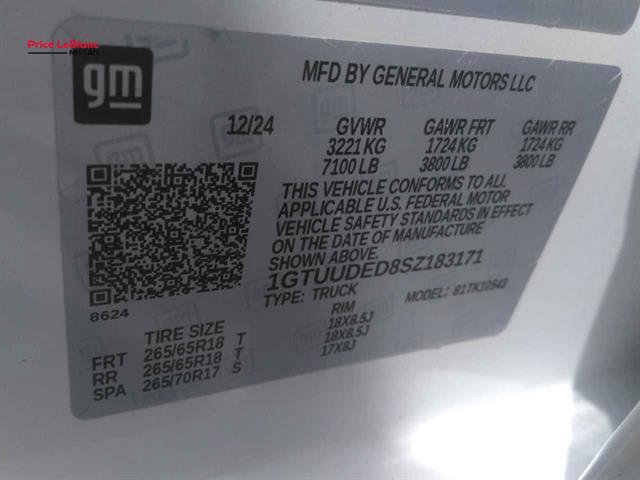 Price LeBlanc
NISSAN
gm
MFD BY GENERAL MOTORS LLC
12/24 GVWR GAWR FRT GAWR RR
3221 KG 1724 KG 1724 KG
7100 LB 3800 LB 3800 LB
THIS VEHICLE CONFORMS TO ALL
APPLICABLE U.S. FEDERAL MOTOR
VEHICLE SAFETY STANDARDS IN EFFECT
ON THE DATE OF MANUFACTURE
SHOWN ABOVE.
1GTUUDED8SZ183171
TYPE: TRUCK MODEL: 81TK10543
8624
TIRE SIZE RIM
FRT 265/65R18 T 18X8.5J
RR 265/65R18 T 18X8.5J
SPA 265/70R17 S 17X8J